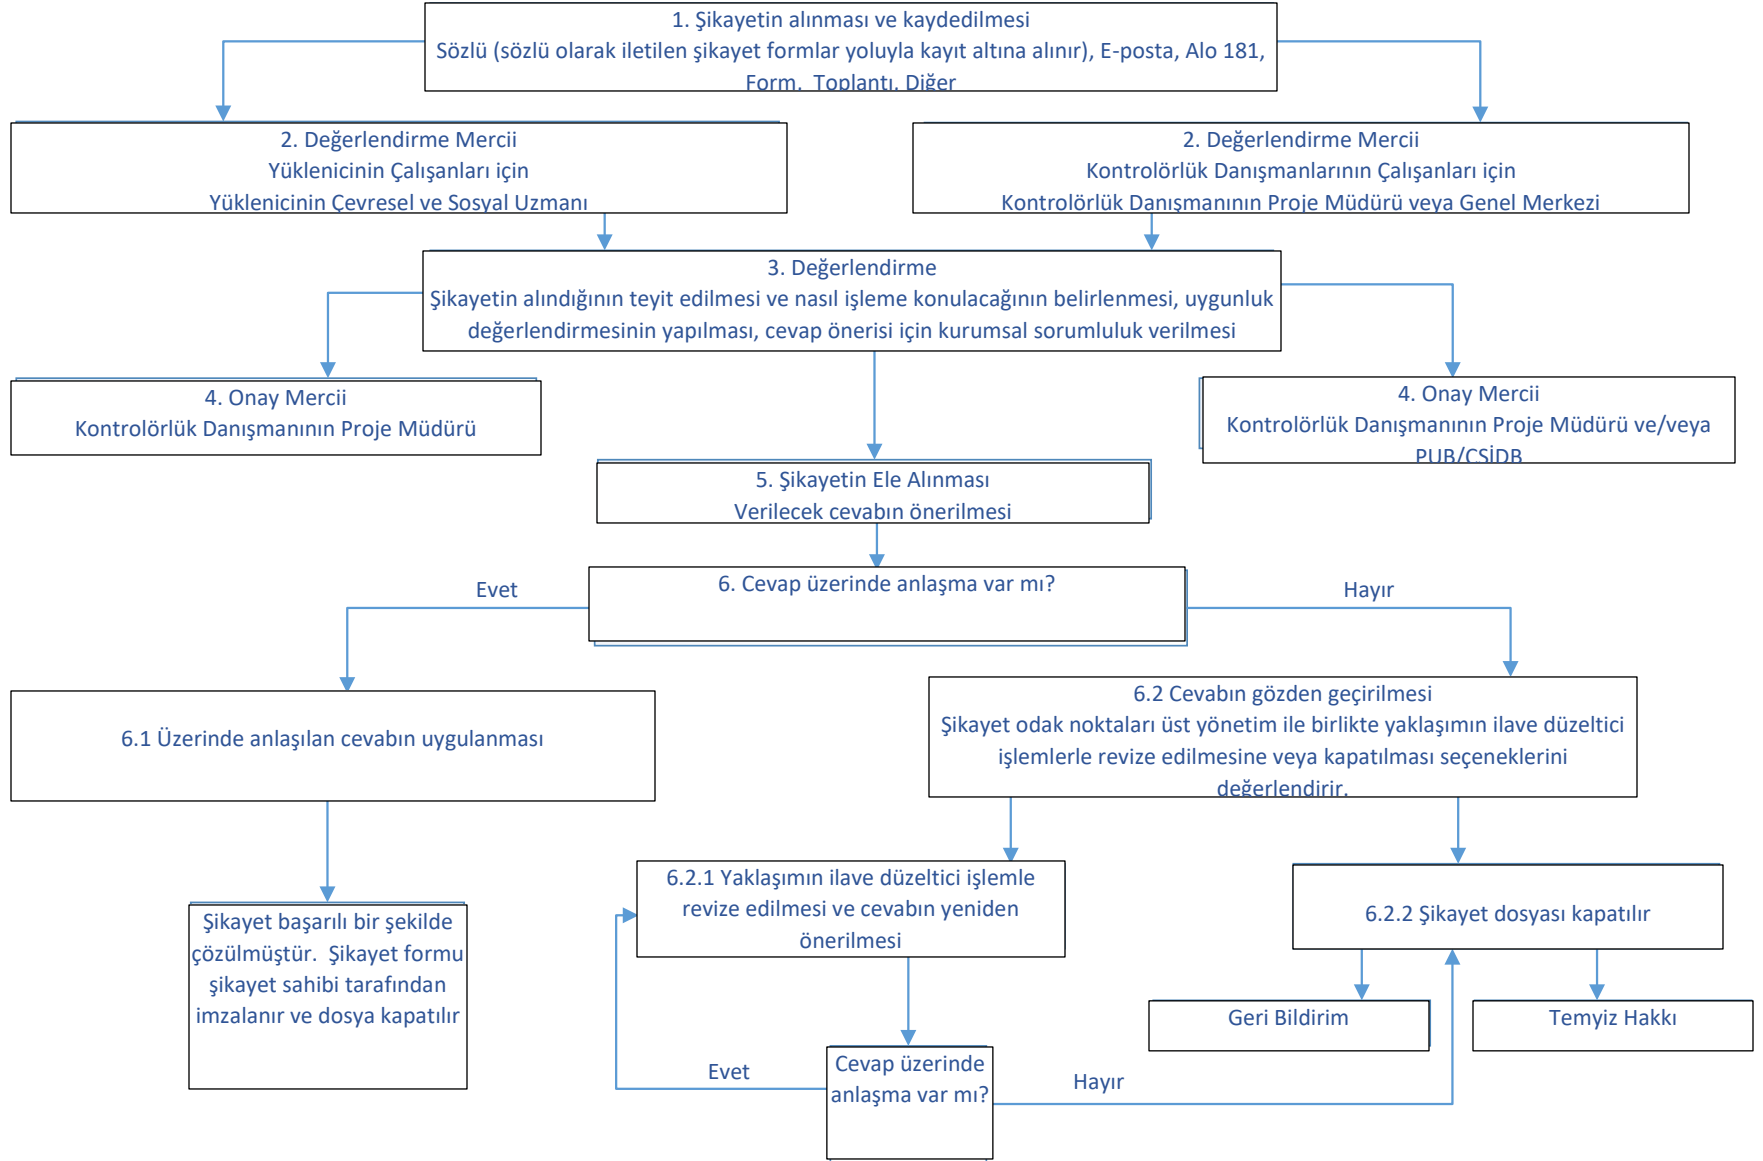 1. Şikayetin alınması ve kaydedilmesi
Sözlü (sözlü olarak iletilen şikayet formlar yoluyla kayıt altına alınır), E-posta, Alo 181,
Form, Toplantı, Diğer
2. Değerlendirme Mercii
Yüklenicinin Çalışanları için
Yüklenicinin Çevresel ve Sosyal Uzmanı
2. Değerlendirme Mercii
Kontrolörlük Danışmanlarının Çalışanları için
Kontrolörlük Danışmanının Proje Müdürü veya Genel Merkezi
3. Değerlendirme
Şikayetin alındığının teyit edilmesi ve nasıl işleme konulacağının belirlenmesi, uygunluk
değerlendirmesinin yapılması, cevap önerisi için kurumsal sorumluluk verilmesi
4. Onay Mercii
Kontrolörlük Danışmanının Proje Müdürü
4. Onay Mercii
Kontrolörlük Danışmanının Proje Müdürü ve/veya
PUB/CSİDB
5. Şikayetin Ele Alınması
Verilecek cevabın önerilmesi
6. Cevap üzerinde anlaşma var mı?
Evet
Hayır
6.1 Üzerinde anlaşılan cevabın uygulanması
6.2 Cevabın gözden geçirilmesi
Şikayet odak noktaları üst yönetim ile birlikte yaklaşımın ilave düzeltici
işlemlerle revize edilmesine veya kapatılması seçeneklerini
değerlendirir.
Şikayet başarılı bir şekilde
çözülmüştür. Şikayet formu
şikayet sahibi tarafından
imzalanır ve dosya kapatılır
6.2.1 Yaklaşımın ilave düzeltici işlemle
revize edilmesi ve cevabın yeniden
önerilmesi
6.2.2 Şikayet dosyası kapatılır
Geri Bildirim
Temyiz Hakkı
Cevap üzerinde
anlaşma var mı?
Evet
Hayır